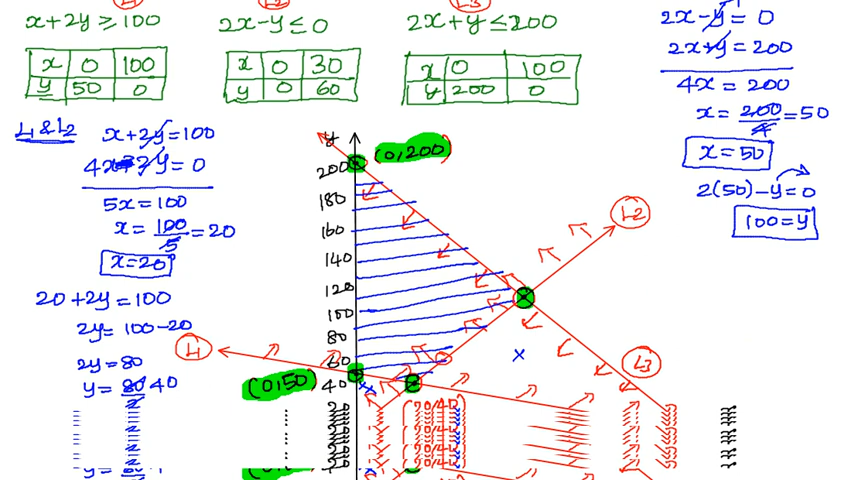 L1
L2
L3
x+2y ≥ 100
2x-y ≤ 0
2x+y ≤ 200
x 0 100
y 50 0
x 0 30
y 0 60
x 0 100
y 200 0
2x-y = 0
2x+y = 200
4x = 200
x = 200/4 = 50
x = 50
2(50)-y = 0
100 = y
L1 & L2
x+2y = 100
4x-2y = 0
5x = 100
x = 100/5 = 20
x = 20
20+2y = 100
2y = 100-20
2y = 80
y = 80/2 40
y
(0,200)
200
180
160
140
120
100
80
60
40
L2
L1
L3
(0,50)